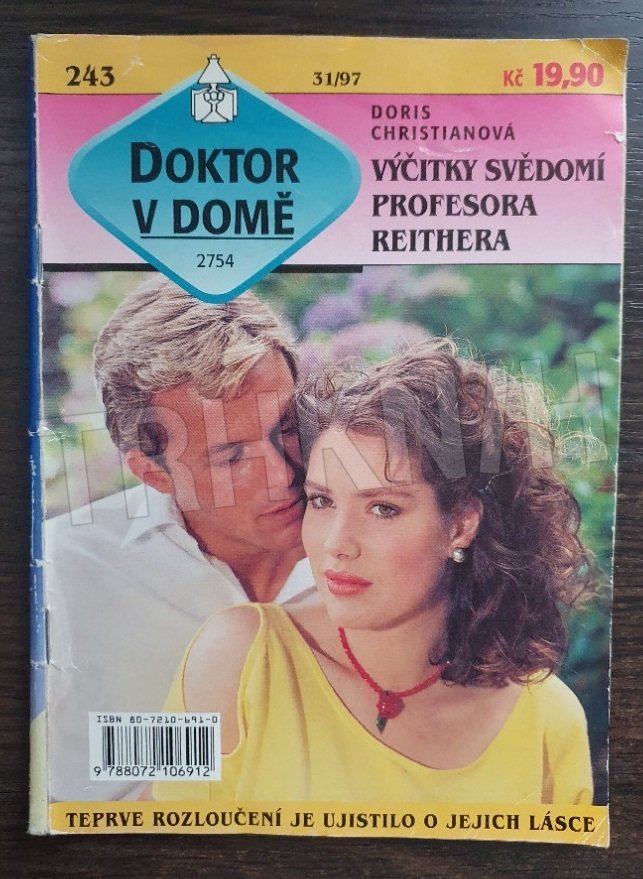 243
31/97
Kč 19,90
DOKTOR
V DOMĚ
2754
DORIS
CHRISTIANOVÁ
VÝČITKY SVĚDOMÍ
PROFESORA
REITHERA
TRHKNIH
ISBN 80-7210-691-0
9 788072 106912
TEPRVE ROZLOUČENÍ JE UJISTILO O JEJICH LÁSCE